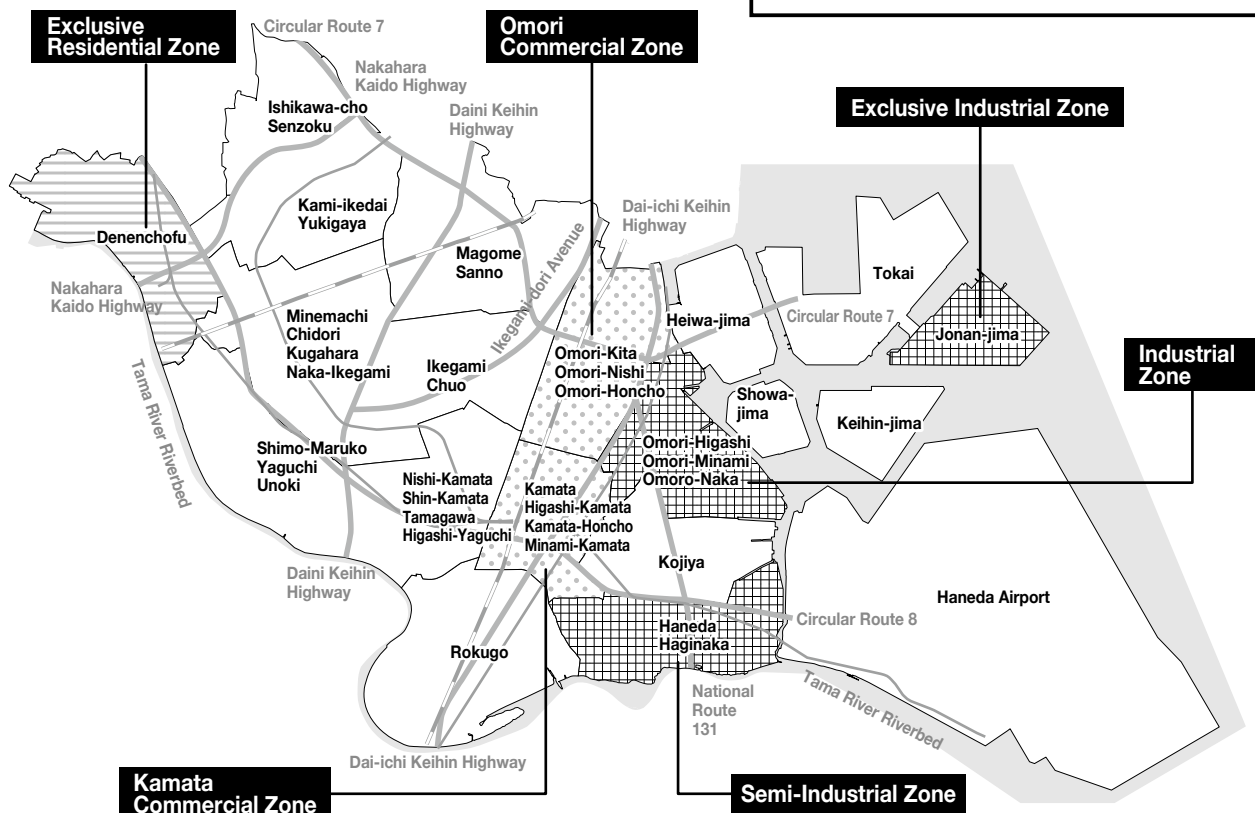 Exclusive
Residential Zone
Circular Route 7
Omori
Commercial Zone
Nakahara
Kaido Highway
Daini Keihin
Highway
Exclusive Industrial Zone
Ishikawa-cho
Senzoku
Kami-ikedai
Yukigaya
Dai-ichi Keihin
Highway
Denenchofu
Magome
Sanno
Ikegami-dori Avenue
Tokai
Nakahara
Kaido Highway
Minemachi
Chidori
Kugahara
Naka-Ikegami
Heiwa-jima
Circular Route 7
Jonan-jima
Industrial
Zone
Omori-Kita
Omori-Nishi
Omori-Honcho
Ikegami
Chuo
Tama River Riverbed
Showa-
jima
Keihin-jima
Shimo-Maruko
Yaguchi
Unoki
Omori-Higashi
Omori-Minami
Omoro-Naka
Nishi-Kamata
Shin-Kamata
Tamagawa
Higashi-Yaguchi
Kamata
Higashi-Kamata
Kamata-Honcho
Minami-Kamata
Kojiya
Daini Keihin
Highway
Haneda Airport
Circular Route 8
Haneda
Haginaka
Rokugo
National
Route
131
Tama River Riverbed
Dai-ichi Keihin Highway
Kamata
Commercial Zone
Semi-Industrial Zone